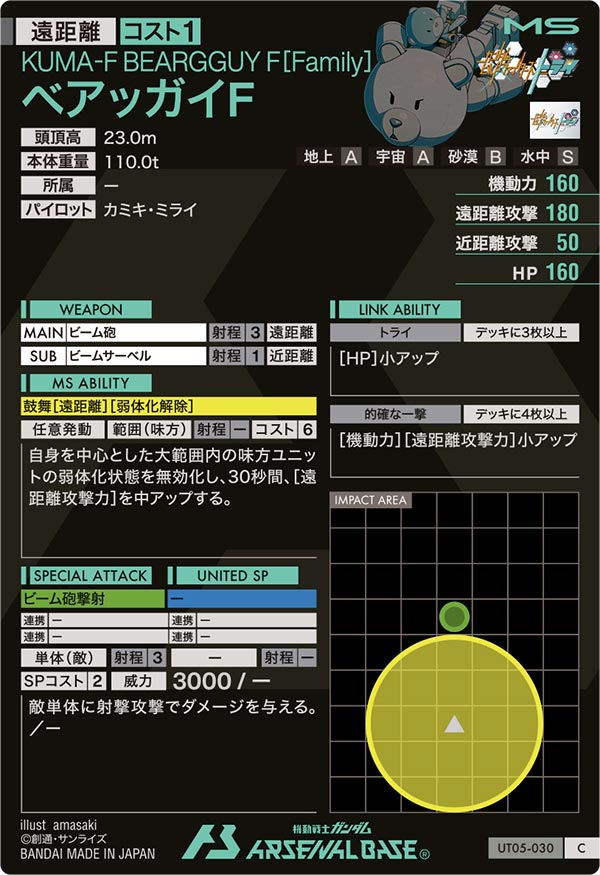 遠距離 コスト1
MS
KUMA-F BEARGGUY F[Family]
ベアッガイF
頭頂高 23.0m
本体重量 110.0t
所属 ー
パイロット カミキ・ミライ
地上 A 宇宙 A 砂漠 B 水中 S
機動力 160
遠距離攻撃 180
近距離攻撃 50
HP 160
WEAPON
MAIN ビーム砲 射程 3 遠距離
SUB ビームサーベル 射程 1 近距離
MS ABILITY
鼓舞[遠距離][弱体化解除]
任意発動 範囲(味方) 射程 ー コスト 6
自身を中心とした大範囲内の味方ユニッ
トの弱体化状態を無効化し、30秒間、[遠
距離攻撃力]を中アップする。
LINK ABILITY
トライ デッキに3枚以上
[HP]小アップ
的確な一撃 デッキに4枚以上
[機動力][遠距離攻撃力]小アップ
IMPACT AREA
SPECIAL ATTACK UNITED SP
ビーム砲撃射 ー
連携 ー 連携 ー
連携 ー 連携 ー
単体(敵) 射程 3 ー 射程 ー
SPコスト 2 威力 3000 / ー
敵単体に射撃攻撃でダメージを与える。
/ー
illust amasaki
©創通・サンライズ
BANDAI MADE IN JAPAN
機動戦士ガンダム
ARSENAL BASE®
UT05-030 C